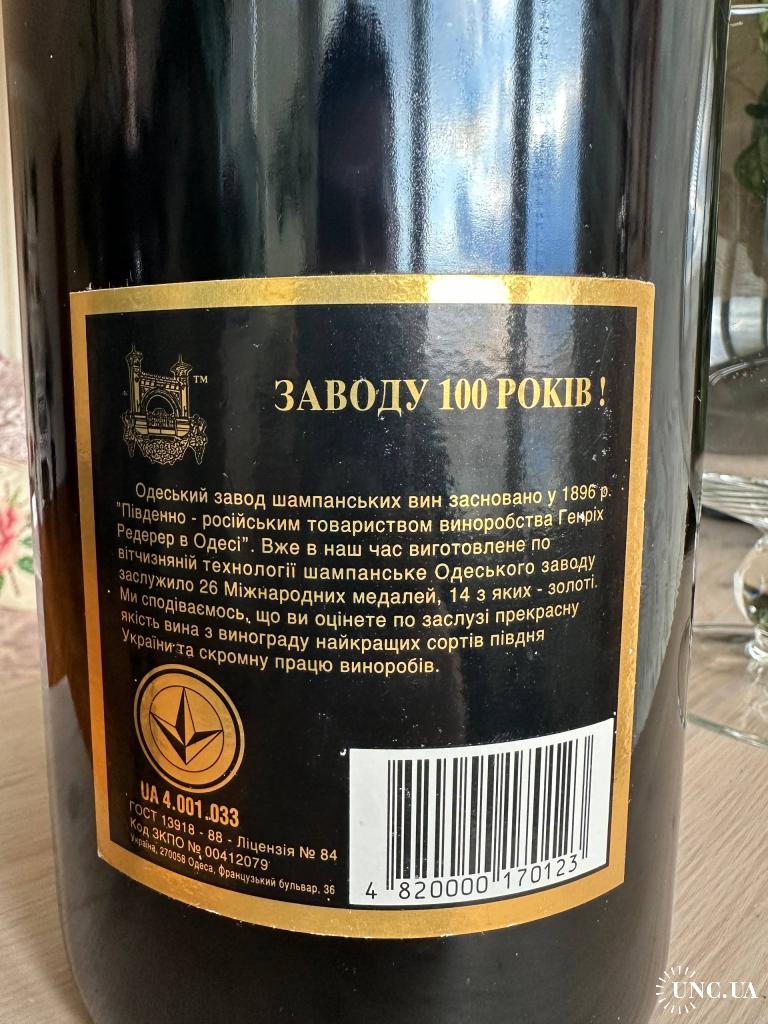 TM
ЗАВОДУ 100 РОКІВ !
Одеський завод шампанських вин засновано у 1896 р.
"Південно - російським товариством виноробства Генріх
Редерер в Одесі". Вже в наш час виготовлене по
вітчизняній технології шампанське Одеського заводу
заслужило 26 Міжнародних медалей, 14 з яких - золоті.
Ми сподіваємось, що ви оцінете по заслузі прекрасну
якість вина з винограду найкращих сортів півдня
України та скромну працю виноробів.
UA 4.001.033
ГОСТ 13918 - 88 - Ліцензія № 84
Код ЗКПО № 00412079
Україна, 270058 Одеса, Французький бульвар, 36
4 820000 170123
UNC.UA